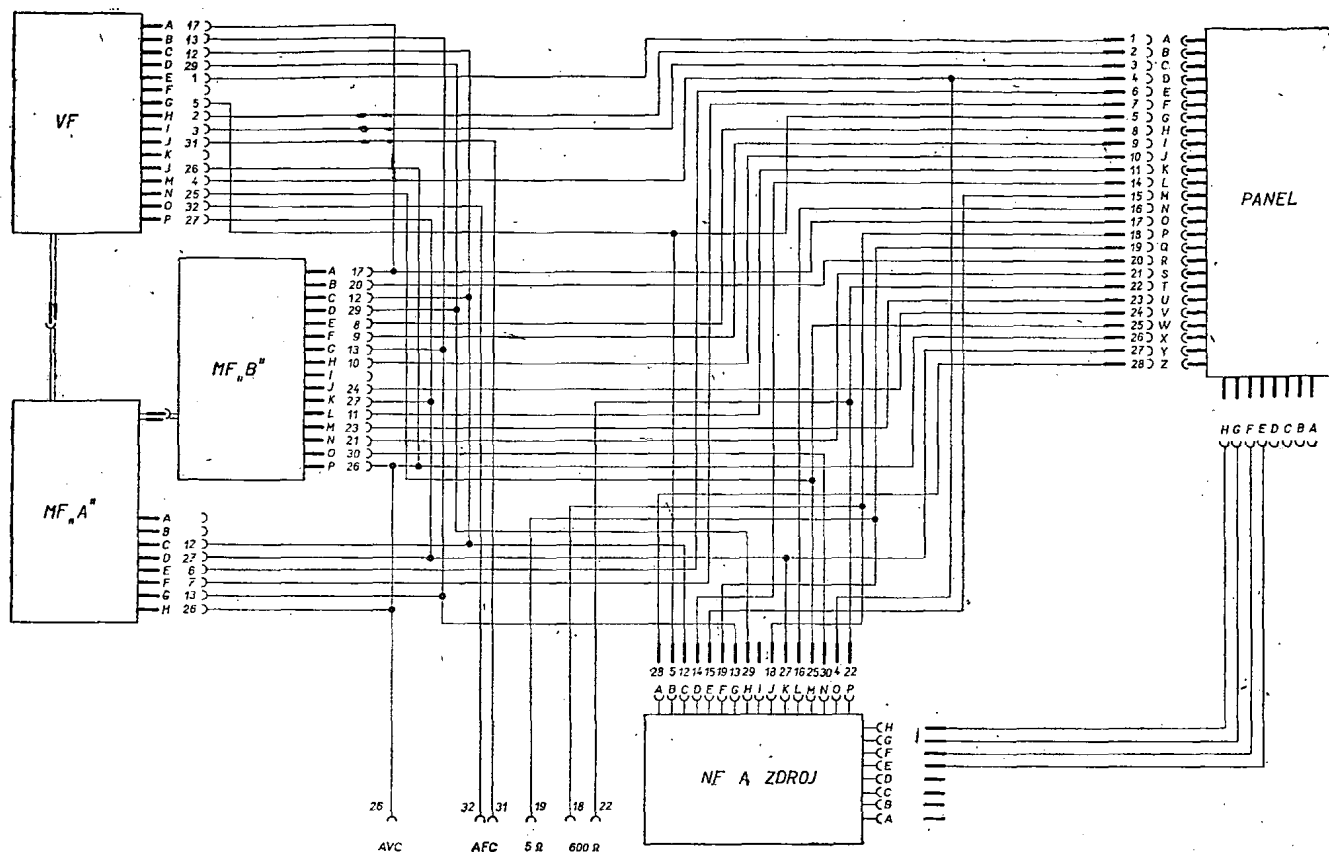 VF
A 17
B 13
C 12
D 29
E 1
F
G 5
H 2
I 3
J 31
K
J 26
M 4
N 25
O 32
P 27
MF„B"
A 17
B 20
C 12
D 29
E 8
F 9
G 13
H 10
I
J 24
K 27
L 11
M 23
N 21
O 30
P 26
MF„A"
A
B
C 12
D 27
E 6
F 7
G 13
H 26
1 A
2 B
3 C
4 D
6 E
7 F
5 G
8 H
9 I
10 J
11 K
14 L
15 M
16 N
17 O
18 P
19 Q
20 R
21 S
22 T
23 U
24 V
25 W
26 X
27 Y
28 Z
PANEL
H G F E D C B A
28 5 12 14 15 19 13 29 18 27 16 25 30 4 22
A B C D E F G H I J K L M N O P
NF A ZDROJ
H
G
F
E
D
C
B
A
26 32 31 19 18 22
AVC AFC 5 Ω 600 Ω